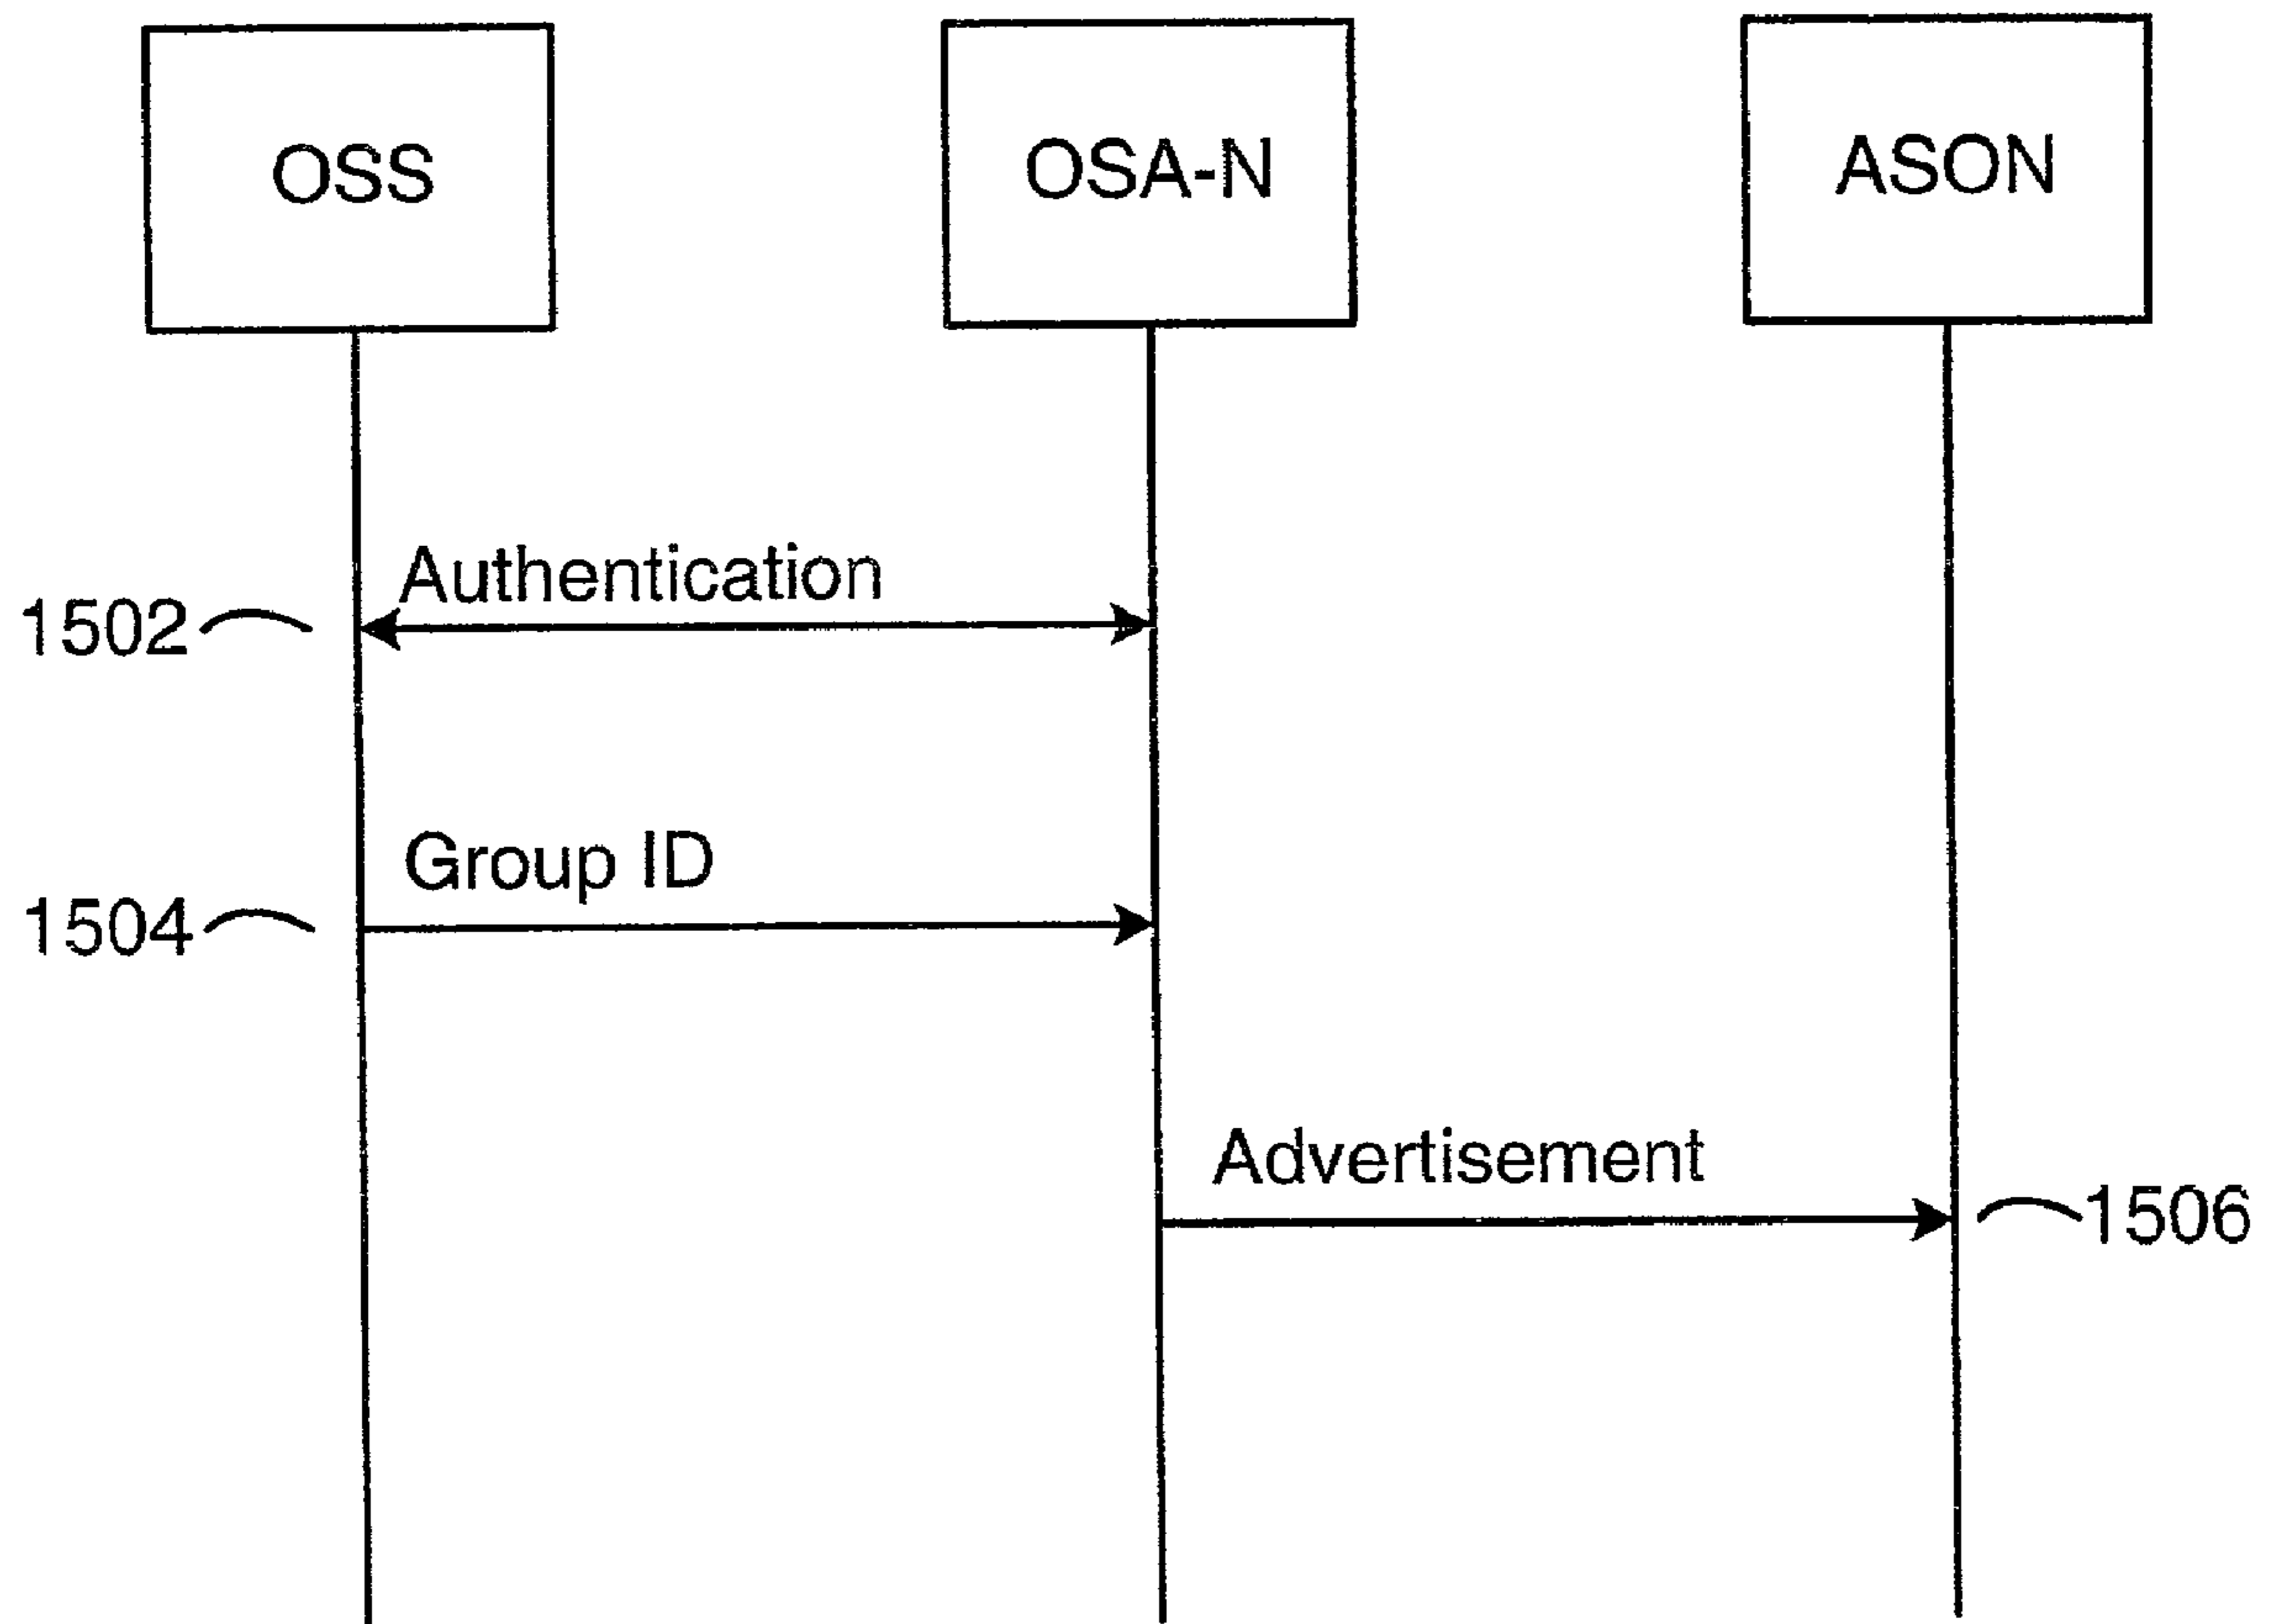 OSS
OSA-N
ASON
Authentication
1502
Group ID
1504
Advertisement
1506